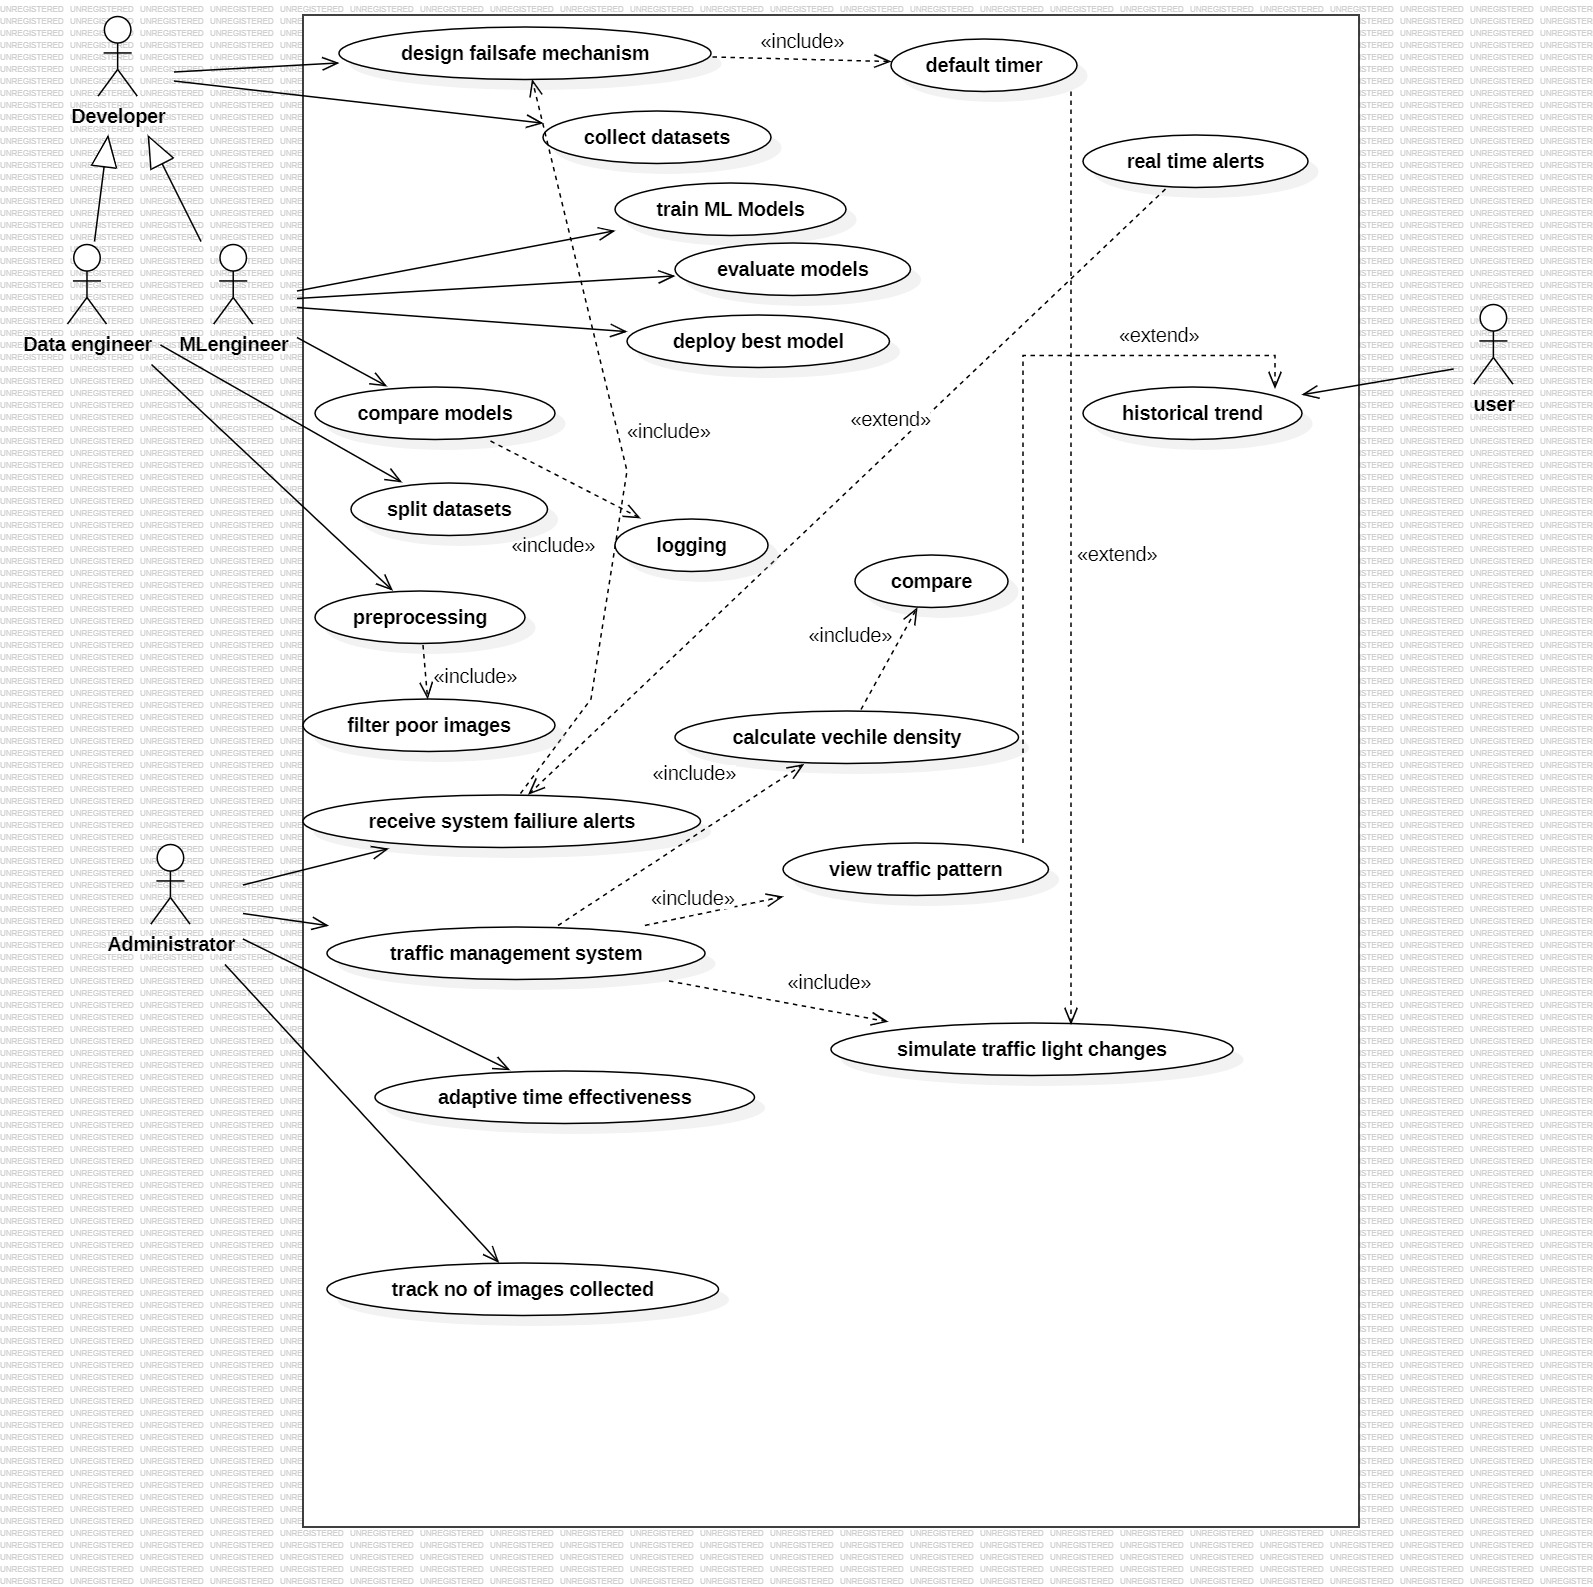 design failsafe mechanism
«include»
default timer
Developer
collect datasets
real time alerts
train ML Models
evaluate models
«extend»
Data engineer
MLengineer
deploy best model
user
compare models
«include»
«extend»
historical trend
split datasets
«include»
logging
«extend»
compare
preprocessing
«include»
«include»
filter poor images
calculate vechile density
«include»
receive system failiure alerts
view traffic pattern
«include»
Administrator
traffic management system
«include»
simulate traffic light changes
adaptive time effectiveness
track no of images collected
UNREGISTERED